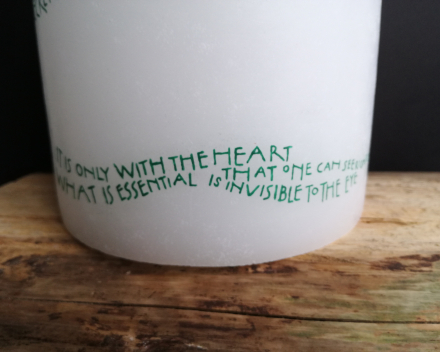 IT IS ONLY WITH THE HEART THAT ONE CAN SEE
WHAT IS ESSENTIAL IS INVISIBLE TO THE EYE